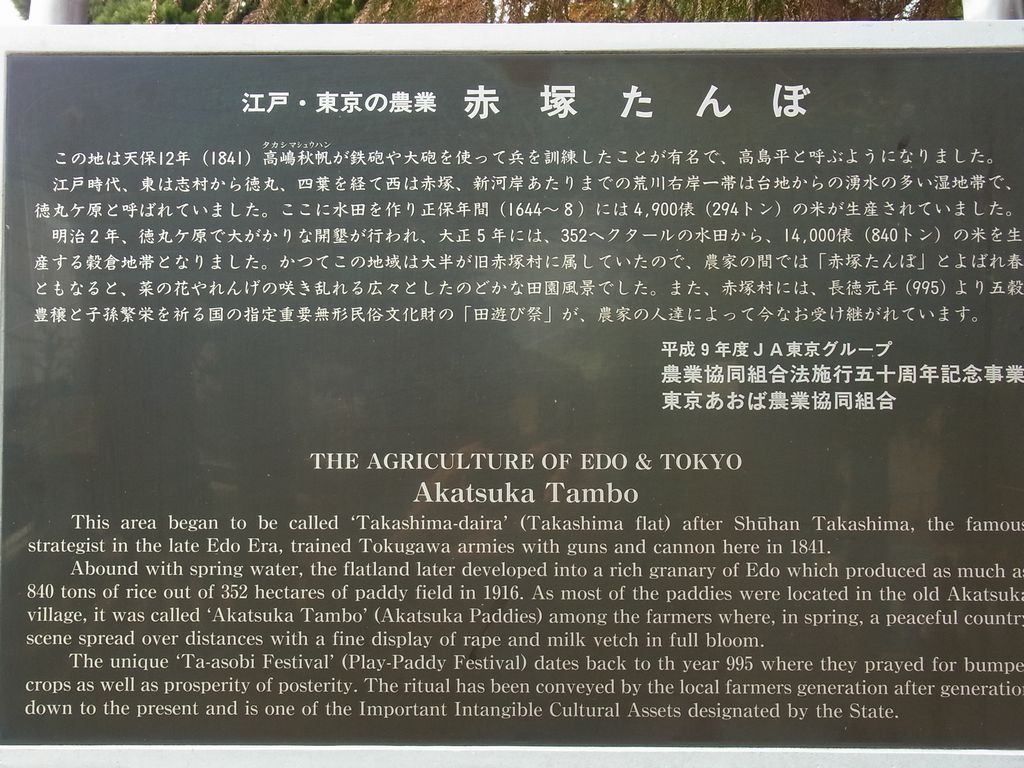 江戸・東京の農業 赤塚たんぼ
タカシマシュウハン
この地は天保12年（1841）高嶋秋帆が鉄砲や大砲を使って兵を訓練したことが有名で、高島平と呼ぶようになりました。
江戸時代、東は志村から徳丸、四葉を経て西は赤塚、新河岸あたりまでの荒川右岸一帯は台地からの湧水の多い湿地帯で、
徳丸ケ原と呼ばれていました。ここに水田を作り正保年間（1644〜8）には4,900俵（294トン）の米が生産されていました。
明治２年、徳丸ケ原で大がかりな開墾が行われ、大正５年には、352ヘクタールの水田から、14,000俵（840トン）の米を生
産する穀倉地帯となりました。かつてこの地域は大半が旧赤塚村に属していたので、農家の間では「赤塚たんぼ」とよばれ春
ともなると、菜の花やれんげの咲き乱れる広々としたのどかな田園風景でした。また、赤塚村には、長徳元年（995）より五穀
豊穣と子孫繁栄を祈る国の指定重要無形民俗文化財の「田遊び祭」が、農家の人達によって今なお受け継がれています。
平成９年度ＪＡ東京グループ
農業協同組合法施行五十周年記念事業
東京あおば農業協同組合
THE AGRICULTURE OF EDO & TOKYO
Akatsuka Tambo
This area began to be called ‘Takashima-daira’ (Takashima flat) after Shūhan Takashima, the famous
strategist in the late Edo Era, trained Tokugawa armies with guns and cannon here in 1841.
Abound with spring water, the flatland later developed into a rich granary of Edo which produced as much as
840 tons of rice out of 352 hectares of paddy field in 1916. As most of the paddies were located in the old Akatsuka
village, it was called ‘Akatsuka Tambo’ (Akatsuka Paddies) among the farmers where, in spring, a peaceful country
scene spread over distances with a fine display of rape and milk vetch in full bloom.
The unique ‘Ta-asobi Festival’ (Play-Paddy Festival) dates back to th year 995 where they prayed for bumpe
crops as well as prosperity of posterity. The ritual has been conveyed by the local farmers generation after generation
down to the present and is one of the Important Intangible Cultural Assets designated by the State.